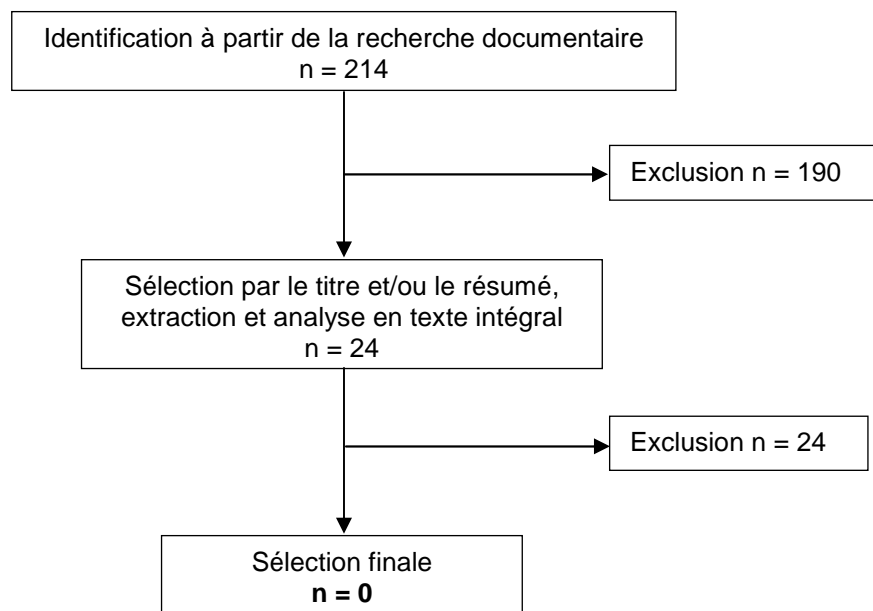 Identification à partir de la recherche documentaire
n = 214
Exclusion n = 190
Sélection par le titre et/ou le résumé,
extraction et analyse en texte intégral
n = 24
Exclusion n = 24
Sélection finale
n = 0